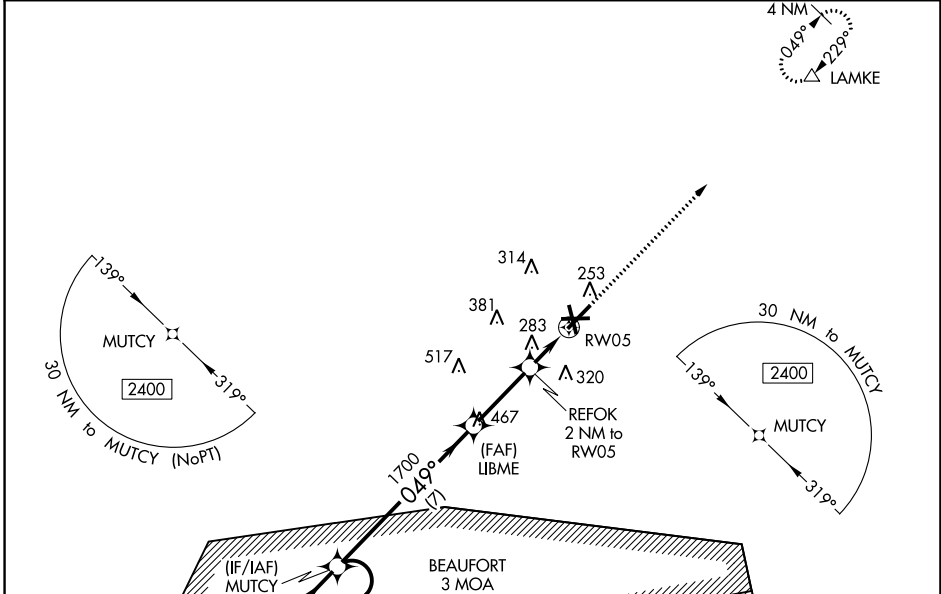 4 NM
049°
229°
LAMKE
139°
MUTCY
2400
319°
30 NM to MUTCY (NoPT)
314
253
381
283
RW05
517
320
467
REFOK
2 NM to
RW05
(FAF)
LIBME
1700
049°
(7)
30 NM to MUTCY
2400
139°
MUTCY
319°
(IF/IAF)
MUTCY
BEAUFORT
3 MOA